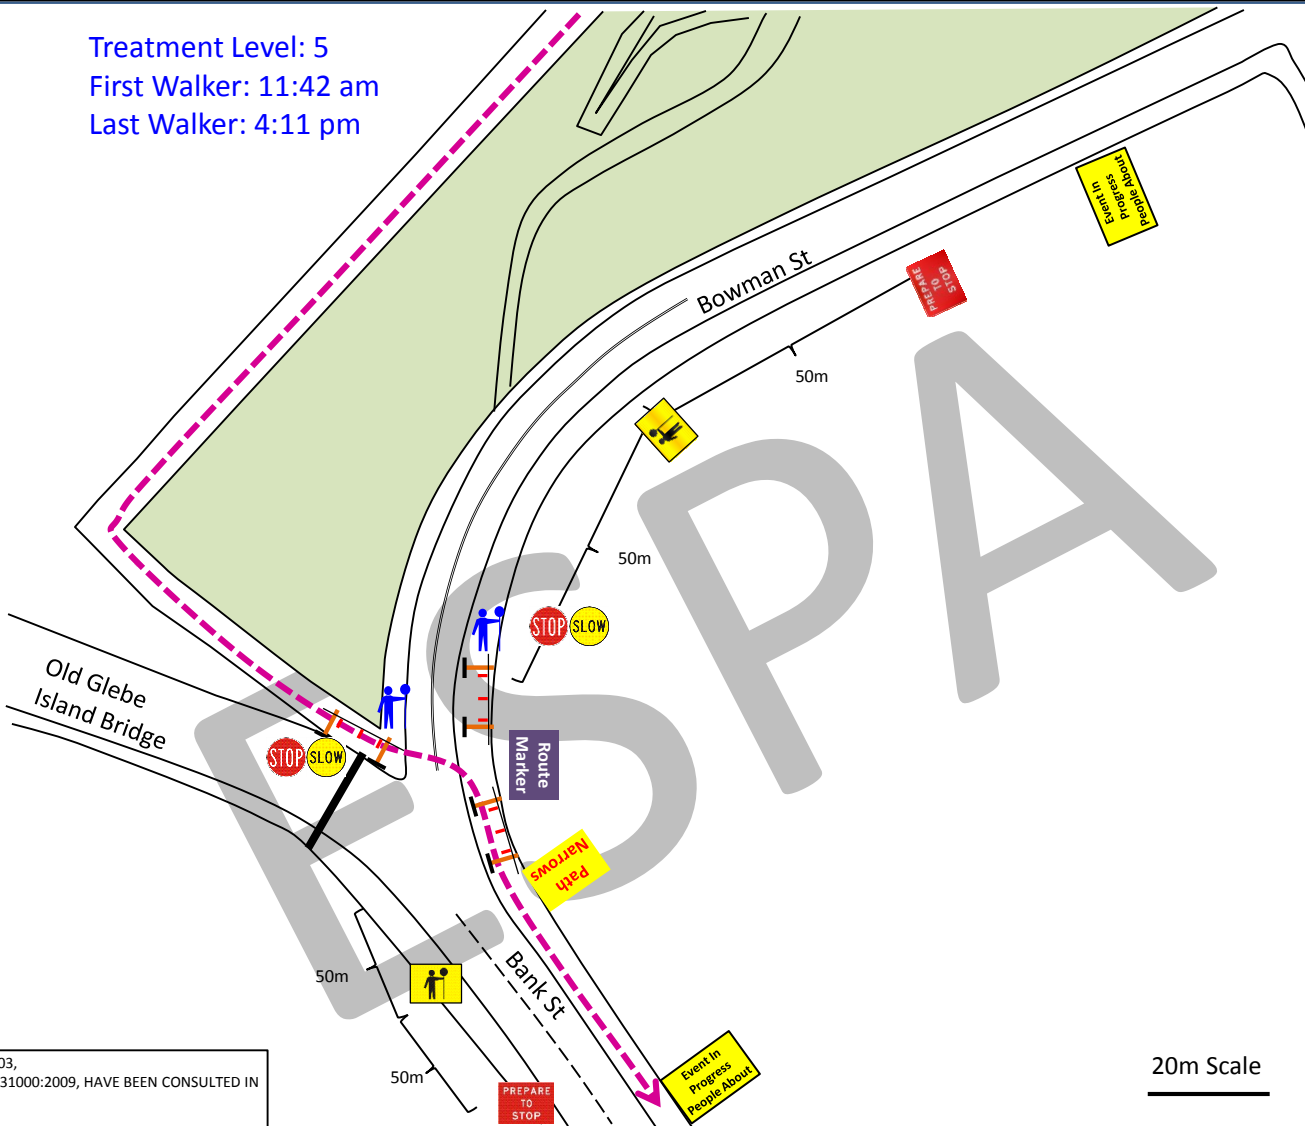 Treatment Level: 5
First Walker: 11:42 am
Last Walker: 4:11 pm
Event In
Progress
People About
Bowman St
PREPARE
TO
STOP
50m
50m
STOP SLOW
Old Glebe
Island Bridge
STOP SLOW
Route
Marker
Path
Narrows
ESPA
50m
Bank St
50m
PREPARE
TO
STOP
Event In
Progress
People About
20m Scale
03,
31000:2009, HAVE BEEN CONSULTED IN